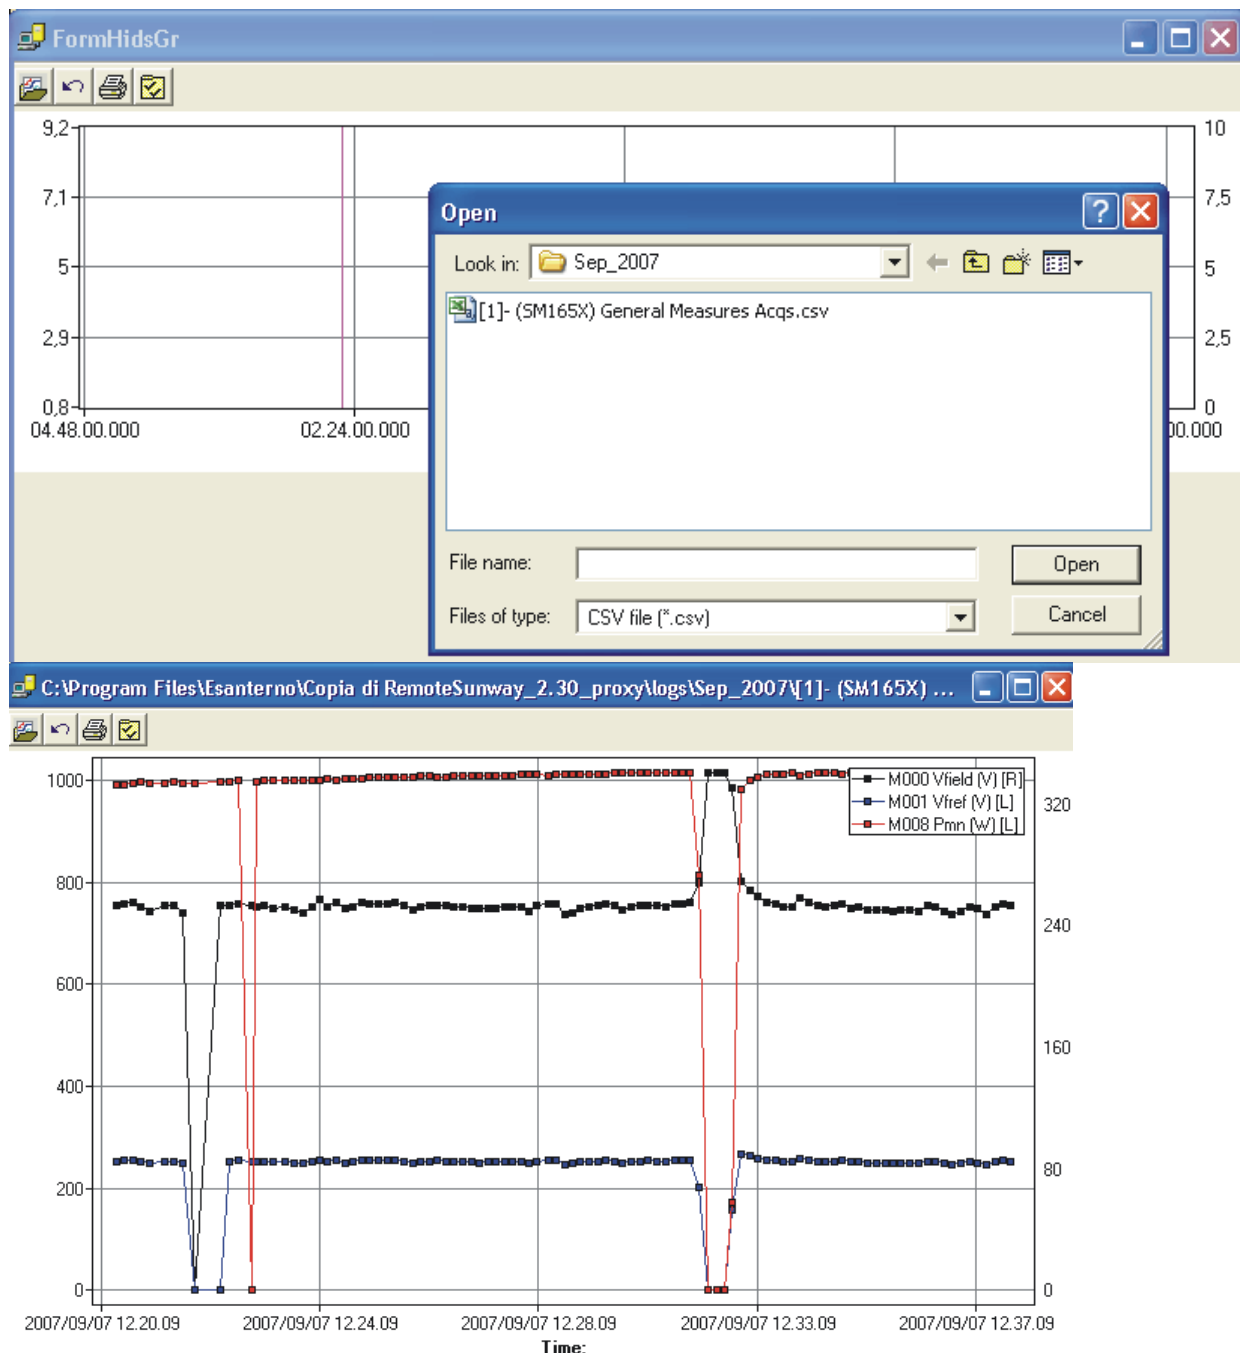 FormHidsGr
9,2
10
7,1
7,5
5
5
2,9
2,5
0,8
0
04.48.00.000
02.24.00.000
00.000
Open
Look in:
Sep_2007
[1]- (SM165X) General Measures Acqs.csv
File name:
Open
Files of type:
CSV file (*.csv)
Cancel
C:\Program Files\Esanterno\Copia di RemoteSunway_2.30_proxy\logs\Sep_2007\[1]- (SM165X) ...
1000
800
600
400
200
0
M000 Vfield (V) [R]
M001 Vfref (V) [L]
M008 Pmn (W) [L]
320
240
160
80
0
2007/09/07 12.20.09
2007/09/07 12.24.09
2007/09/07 12.28.09
2007/09/07 12.33.09
2007/09/07 12.37.09
Time: